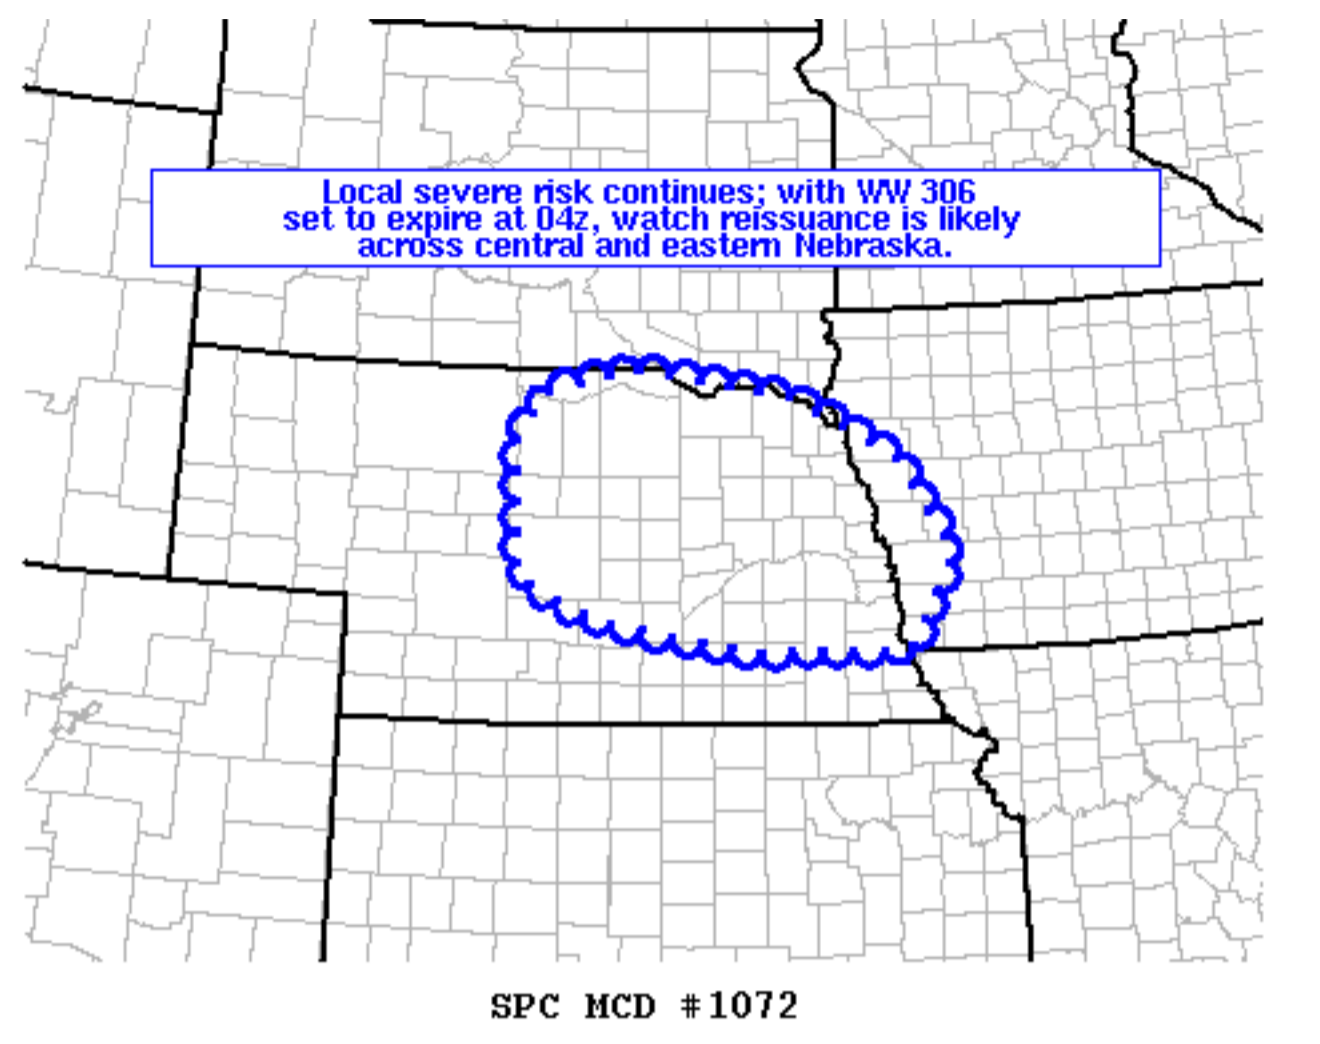 Local severe risk continues; with WW 306
set to expire at 04z, watch reissuance is likely
across central and eastern Nebraska.
SPC MCD #1072